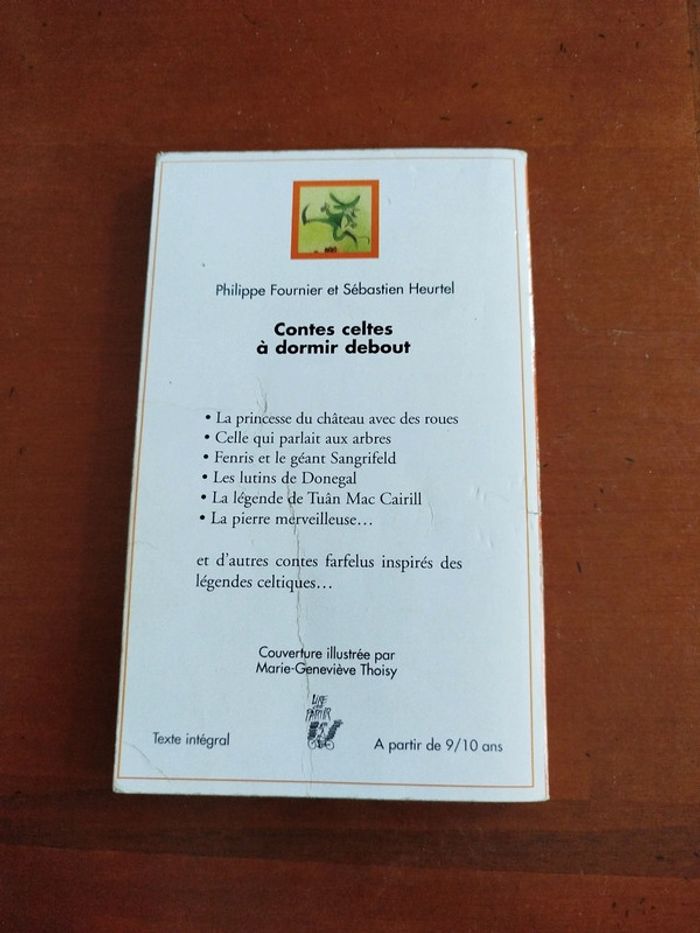 Philippe Fournier et Sébastien Heurtel
Contes celtes
à dormir debout
• La princesse du château avec des roues
• Celle qui parlait aux arbres
• Fenris et le géant Sangrifeld
• Les lutins de Donegal
• La légende de Tuân Mac Cairill
• La pierre merveilleuse…
et d'autres contes farfelus inspirés des
légendes celtiques…
Couverture illustrée par
Marie-Geneviève Thoisy
LIRE
C'EST
PARTIR
Texte intégral
A partir de 9/10 ans